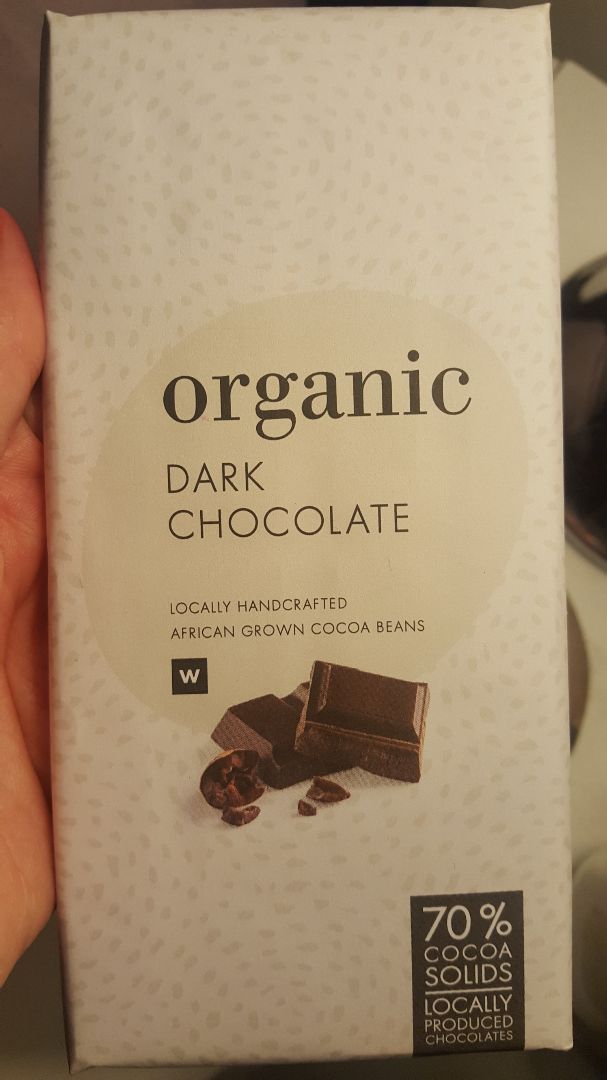 organic
DARK
CHOCOLATE
LOCALLY HANDCRAFTED
AFRICAN GROWN COCOA BEANS
W
70%
COCOA
SOLIDS
LOCALLY
PRODUCED
CHOCOLATES